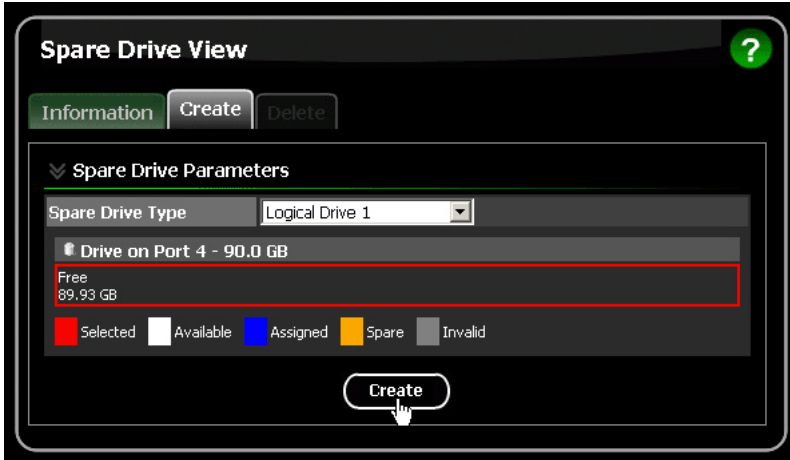 Spare Drive View
?
Information Create Delete
Spare Drive Parameters
Spare Drive Type Logical Drive 1
Drive on Port 4 - 90.0 GB
Free
89.93 GB
Selected Available Assigned Spare Invalid
Create